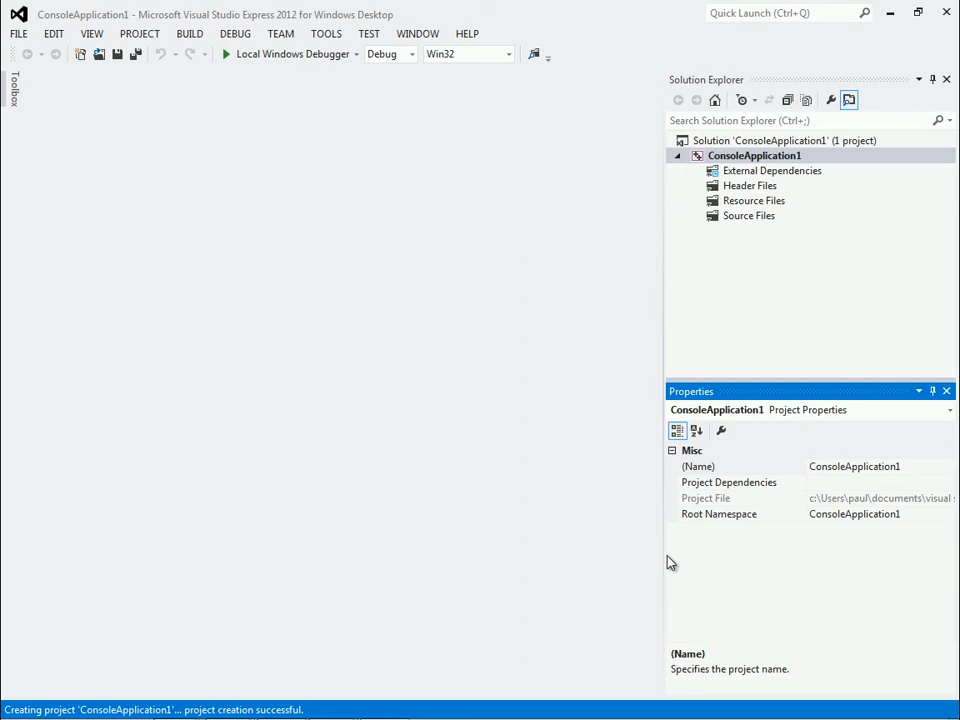 ConsoleApplication1 - Microsoft Visual Studio Express 2012 for Windows Desktop
Quick Launch (Ctrl+Q)
FILE EDIT VIEW PROJECT BUILD DEBUG TEAM TOOLS TEST WINDOW HELP
Local Windows Debugger Debug Win32
Toolbox
Solution Explorer
Search Solution Explorer (Ctrl+;)
Solution 'ConsoleApplication1' (1 project)
ConsoleApplication1
External Dependencies
Header Files
Resource Files
Source Files
Properties
ConsoleApplication1 Project Properties
Misc
(Name) ConsoleApplication1
Project Dependencies
Project File c:\Users\paul\documents\visual s
Root Namespace ConsoleApplication1
(Name)
Specifies the project name.
Creating project 'ConsoleApplication1'... project creation successful.